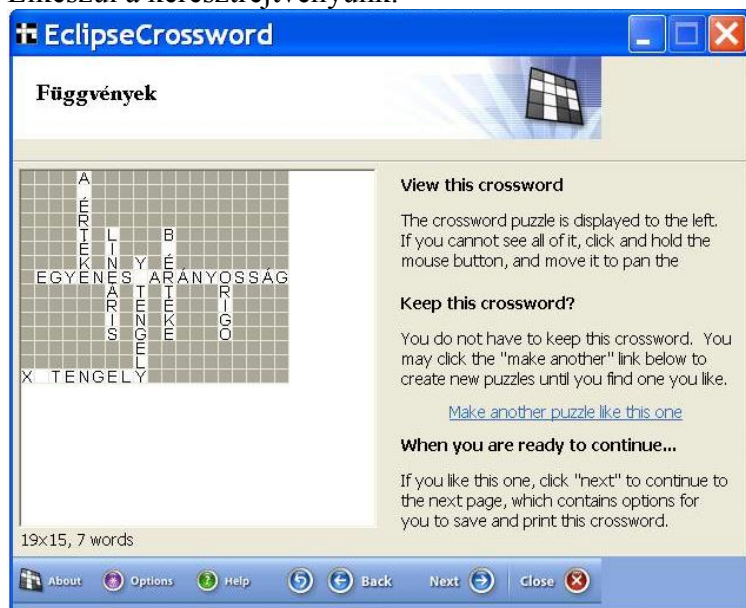 Elkészül a keresztrejtvényünk.
EclipseCrossword
Függvények
A ÉRTÉKE
LINEÁRIS
B ÉRTÉKE
Y TENGELY
EGYENES ARÁNYOSSÁG
ORIGO
X TENGELY
19x15, 7 words
View this crossword
The crossword puzzle is displayed to the left.
If you cannot see all of it, click and hold the
mouse button, and move it to pan the
Keep this crossword?
You do not have to keep this crossword. You
may click the "make another" link below to
create new puzzles until you find one you like.
Make another puzzle like this one
When you are ready to continue...
If you like this one, click "next" to continue to
the next page, which contains options for
you to save and print this crossword.
About Options Help Back Next Close